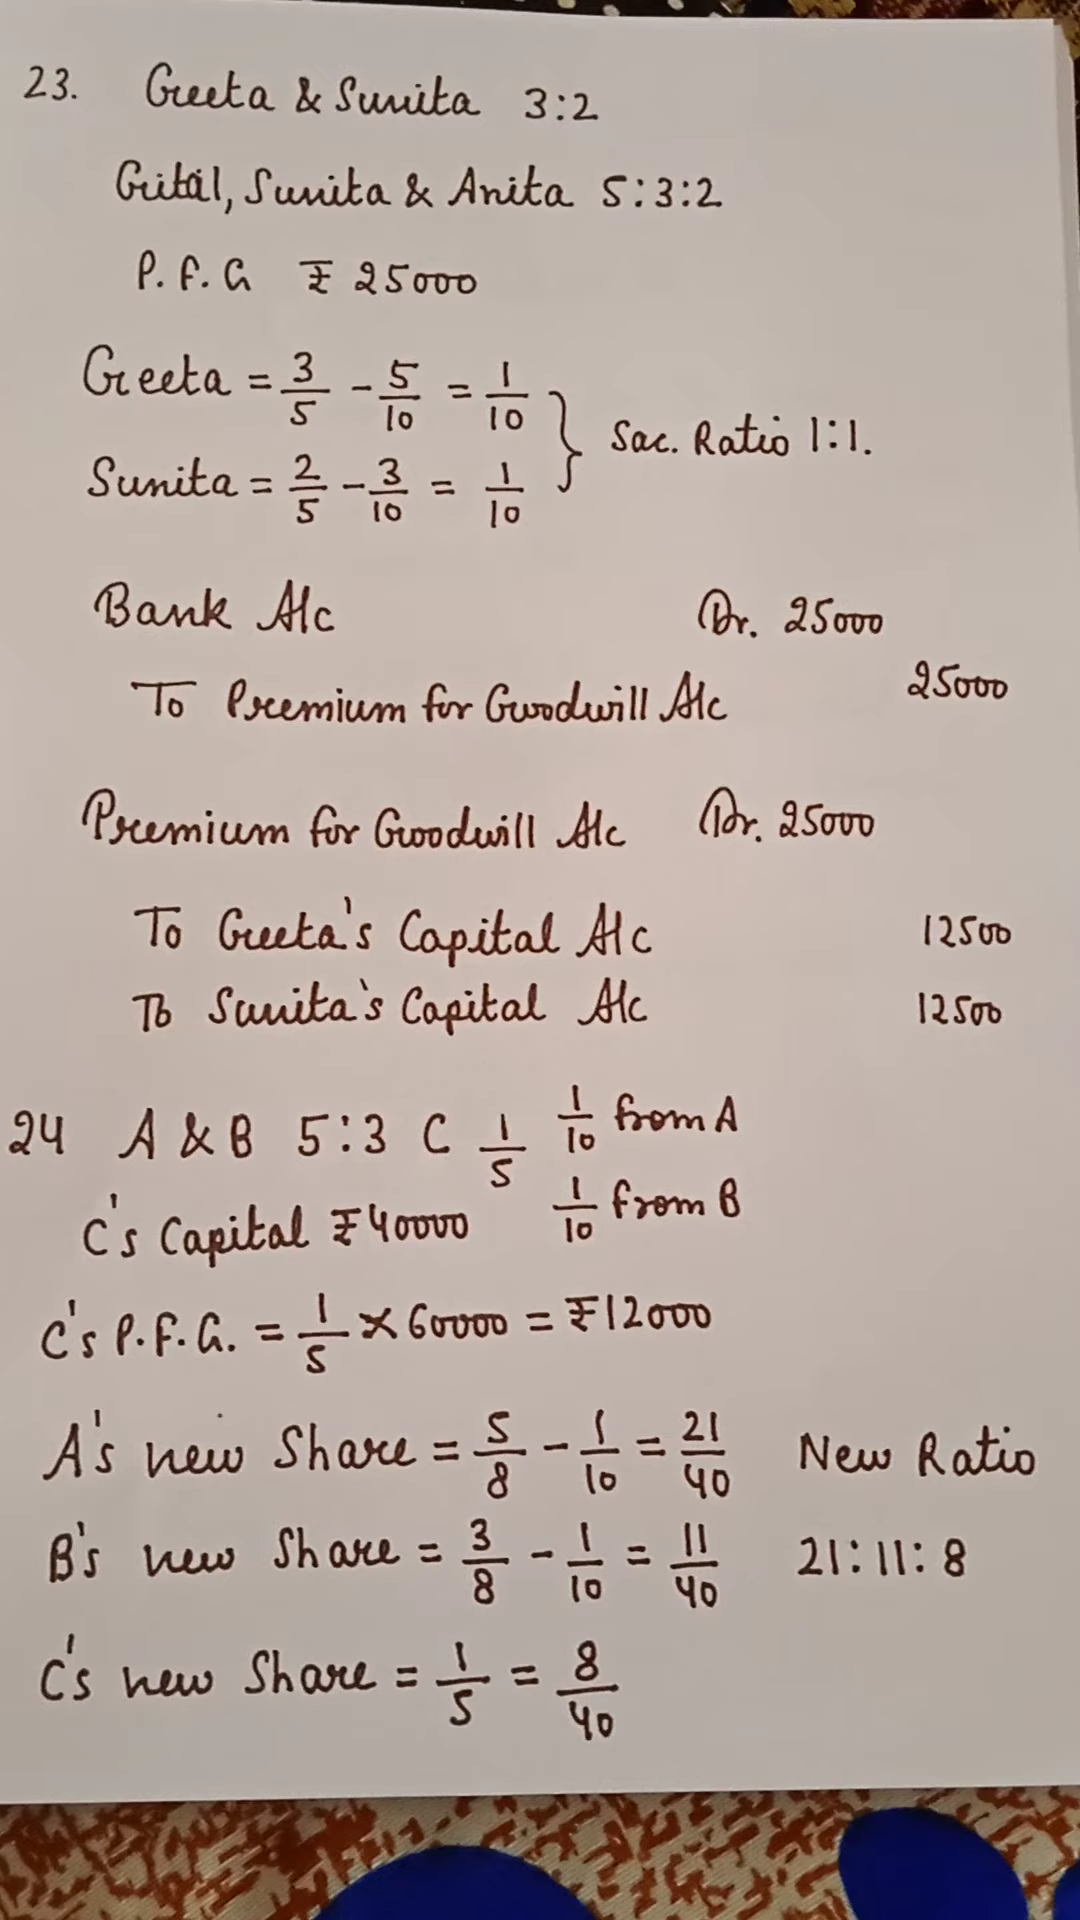 23. Geeta & Sunita 3:2
Gital, Sunita & Anita 5:3:2
P.F.G ₹ 25000
Geeta = 3/5 - 5/10 = 1/10
Sunita = 2/5 - 3/10 = 1/10 } Sac. Ratio 1:1.
Bank A/c Dr. 25000
To Premium for Goodwill A/c 25000
Premium for Goodwill A/c Dr. 25000
To Geeta's Capital A/c 12500
To Sunita's Capital A/c 12500
24 A & B 5:3 C 1/5 1/10 from A
C's Capital ₹40000 1/10 from B
C's P.F.G. = 1/5 × 60000 = ₹12000
A's new Share = 5/8 - 1/10 = 21/40 New Ratio
B's new Share = 3/8 - 1/10 = 11/40 21:11:8
C's new Share = 1/5 = 8/40